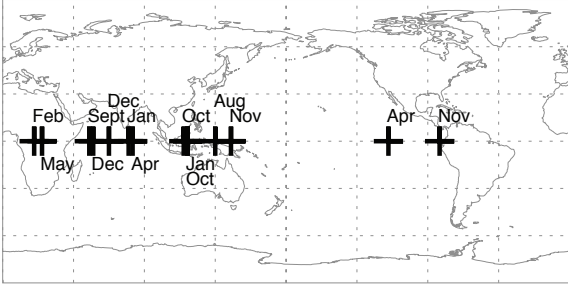 Dec
Aug
Feb Sept Jan Oct Nov Apr Nov
May Dec Apr Jan
Oct